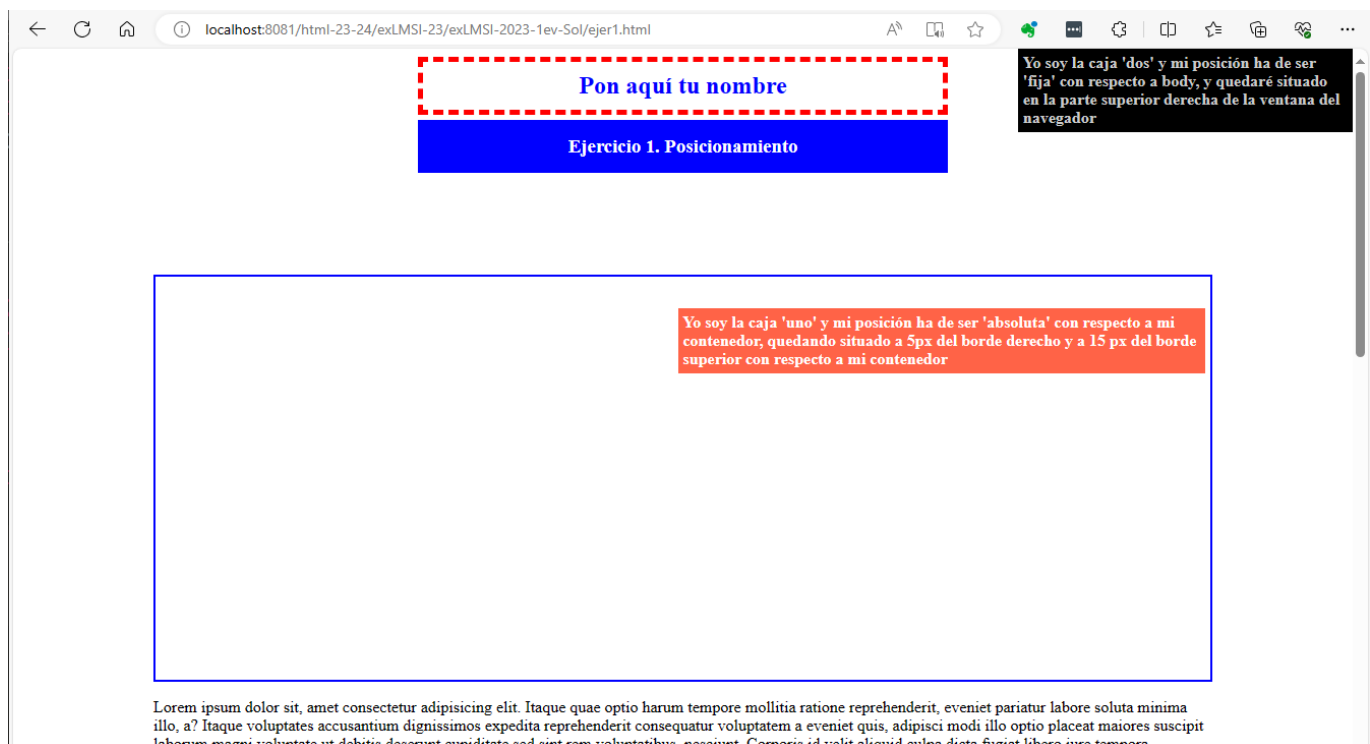 localhost:8081/html-23-24/exLMSI-23/exLMSI-2023-1ev-Sol/ejer1.html
Pon aquí tu nombre
Ejercicio 1. Posicionamiento
Yo soy la caja 'dos' y mi posición ha de ser
'fija' con respecto a body, y quedaré situado
en la parte superior derecha de la ventana del
navegador
Yo soy la caja 'uno' y mi posición ha de ser 'absoluta' con respecto a mi
contenedor, quedando situado a 5px del borde derecho y a 15 px del borde
superior con respecto a mi contenedor
Lorem ipsum dolor sit, amet consectetur adipisicing elit. Itaque quae optio harum tempore mollitia ratione reprehenderit, eveniet pariatur labore soluta minima
illo, a? Itaque voluptates accusantium dignissimos expedita reprehenderit consequatur voluptatem a eveniet quis, adipisci modi illo optio placeat maiores suscipit